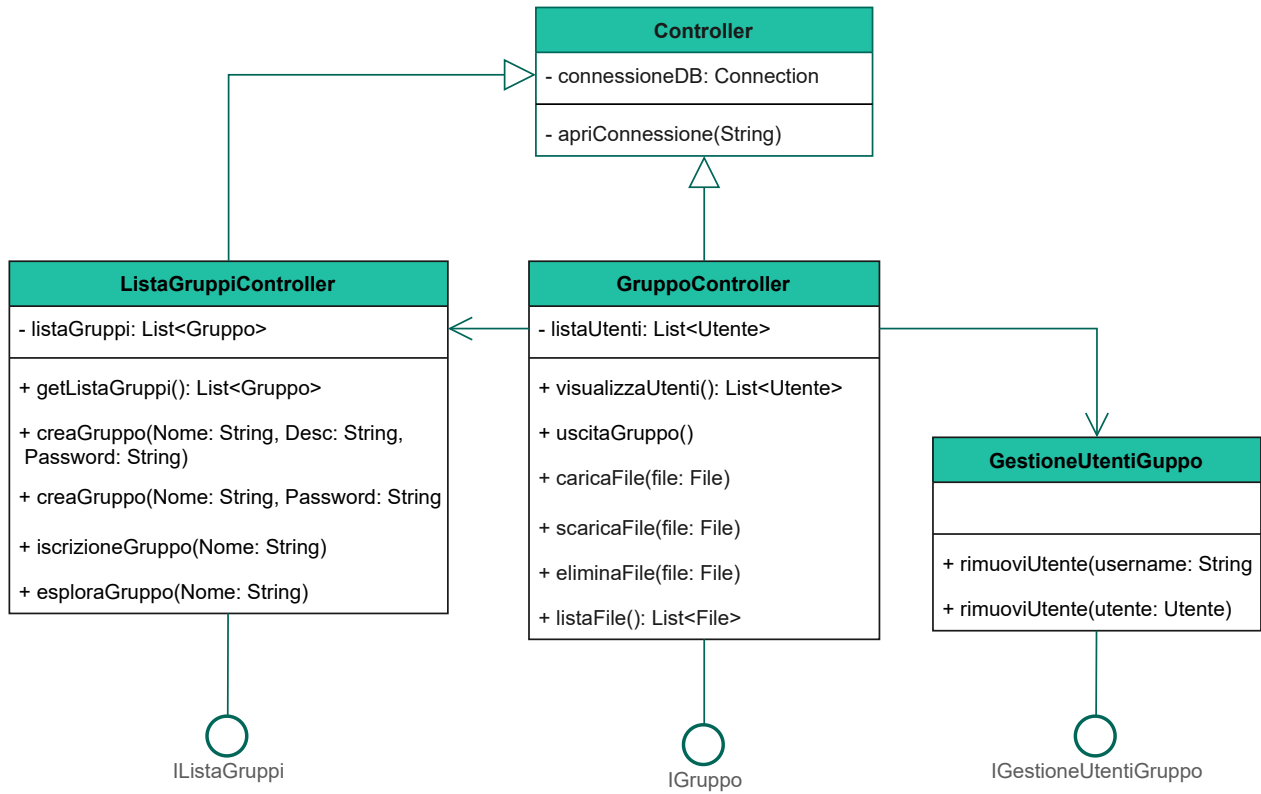 Controller
- connessioneDB: Connection
- apriConnessione(String)
ListaGruppiController
- listaGruppi: List<Gruppo>
+ getListaGruppi(): List<Gruppo>
+ creaGruppo(Nome: String, Desc: String,
Password: String)
+ creaGruppo(Nome: String, Password: String
+ iscrizioneGruppo(Nome: String)
+ esploraGruppo(Nome: String)
IListaGruppi
GruppoController
- listaUtenti: List<Utente>
+ visualizzaUtenti(): List<Utente>
+ uscitaGruppo()
+ caricaFile(file: File)
+ scaricaFile(file: File)
+ eliminaFile(file: File)
+ listaFile(): List<File>
IGruppo
GestioneUtentiGuppo
+ rimuoviUtente(username: String
+ rimuoviUtente(utente: Utente)
IGestioneUtentiGruppo